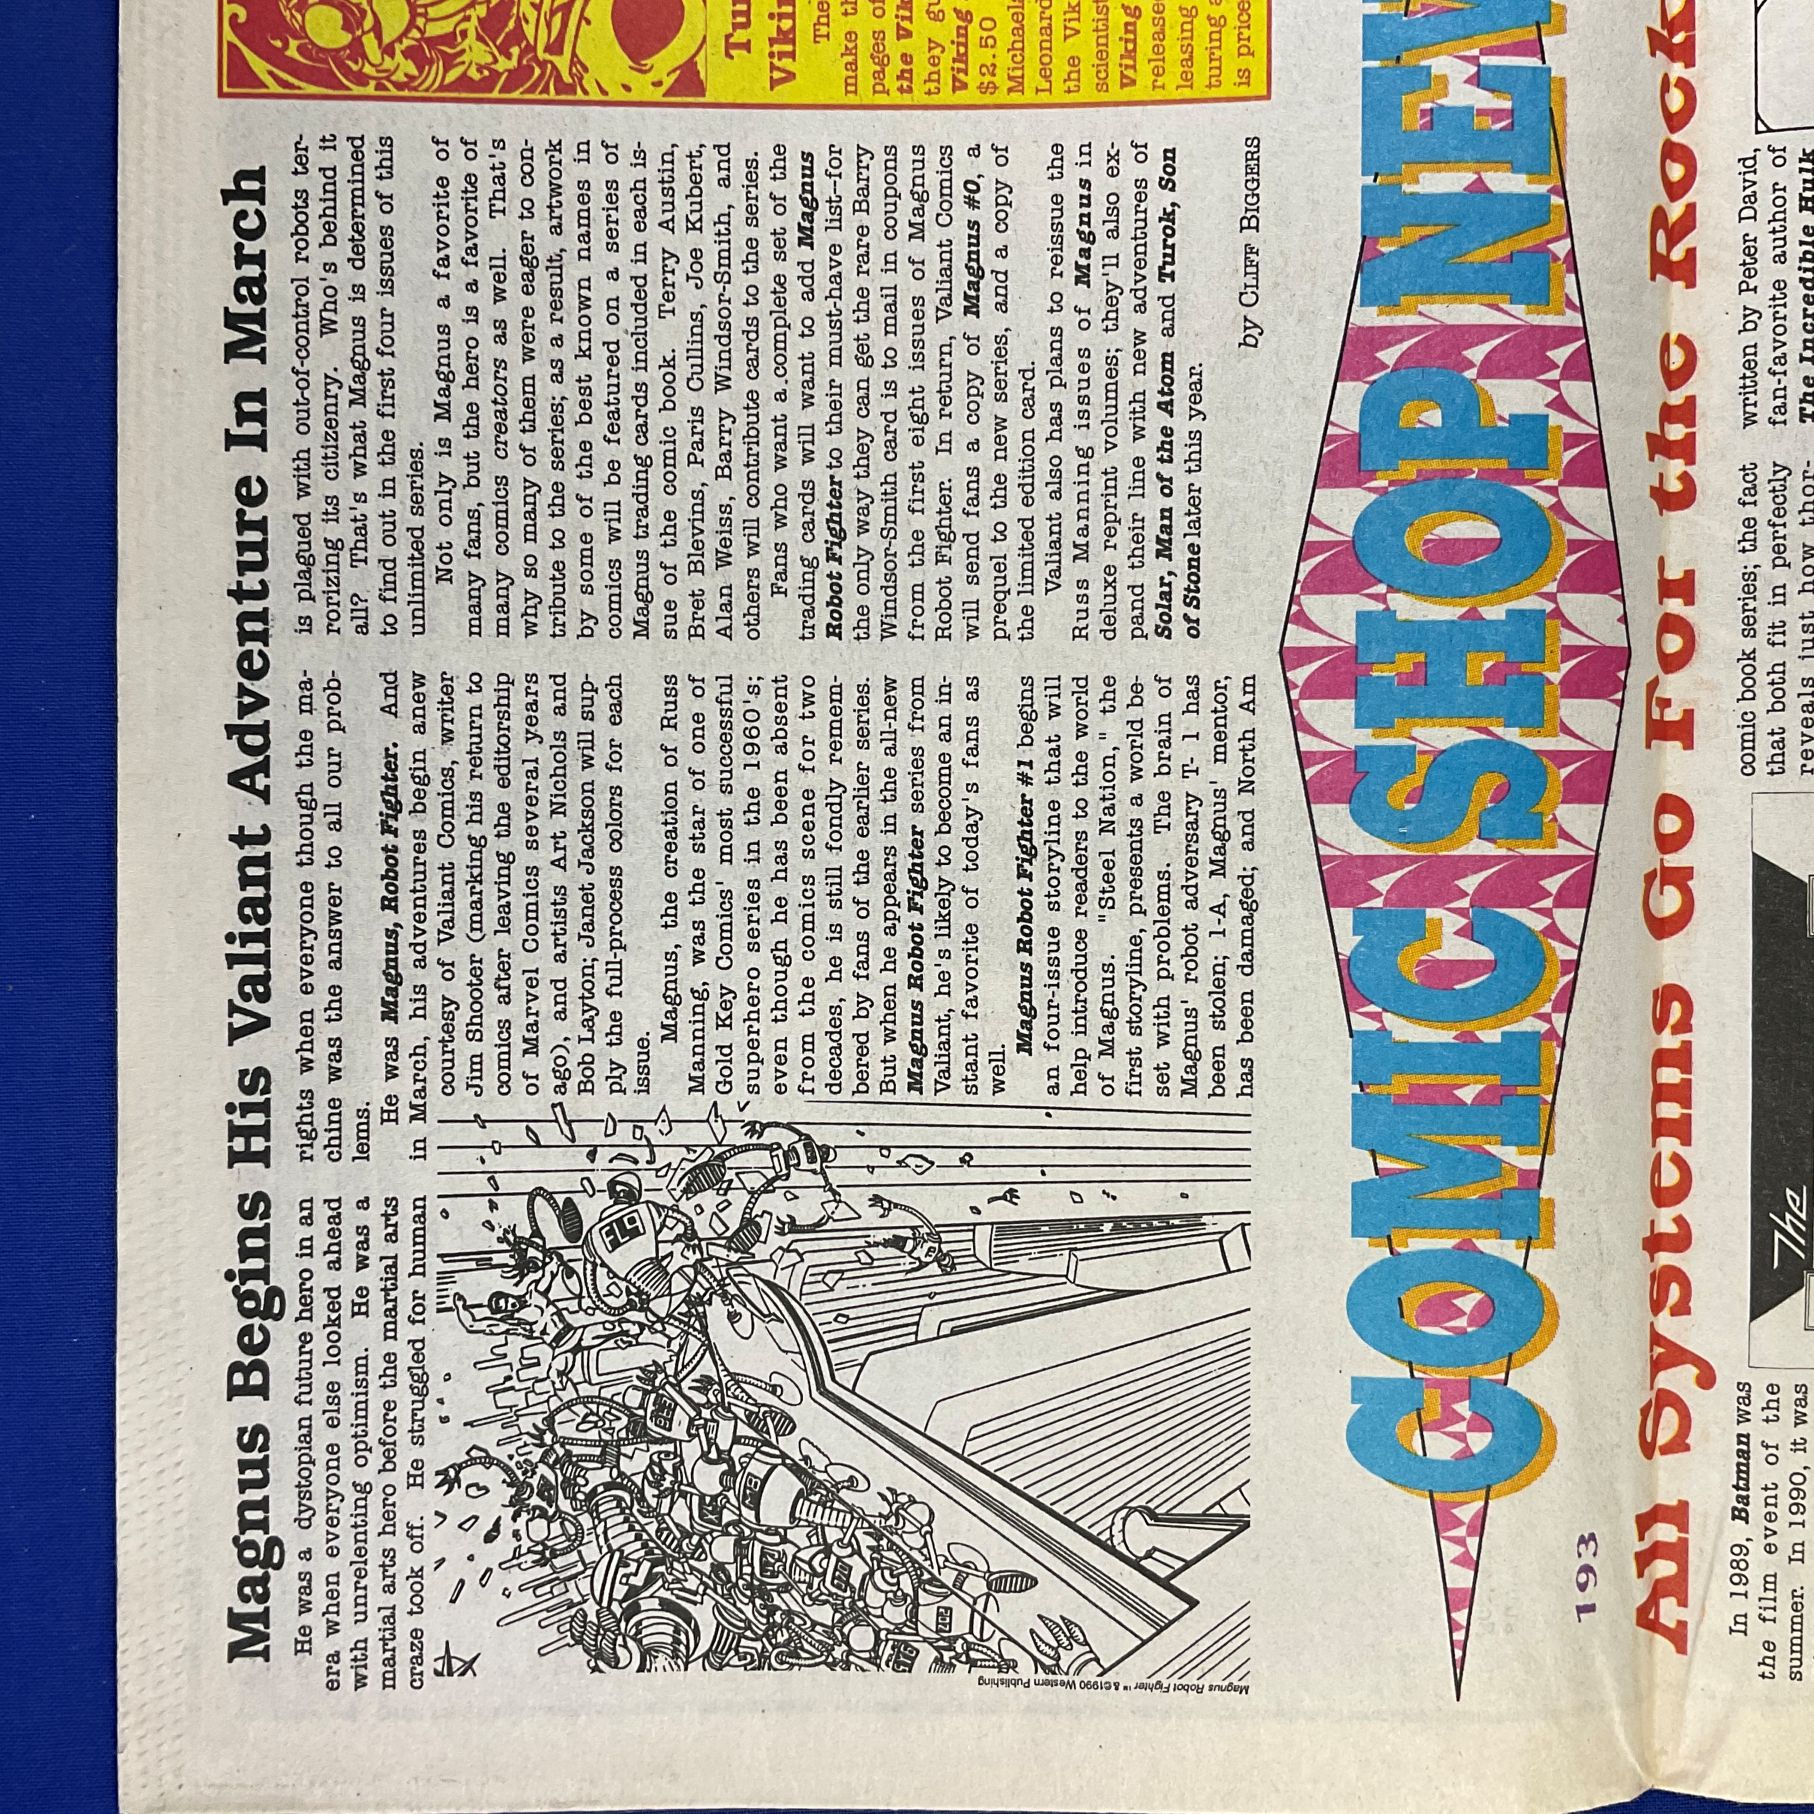 Magnus Begins His Valiant Adventure In March
He was a dystopian future hero in an
era when everyone else looked ahead
with unrelenting optimism. He was a
martial arts hero before the martial arts
craze took off. He struggled for human
Magnus Robot Fighter ™ & ©1990 Western Publishing
rights when everyone though the ma-
chine was the answer to all our prob-
lems.
He was Magnus, Robot Fighter. And
in March, his adventures begin anew
courtesy of Valiant Comics, writer
Jim Shooter (marking his return to
comics after leaving the editorship
of Marvel Comics several years
ago), and artists Art Nichols and
Bob Layton; Janet Jackson will sup-
ply the full-process colors for each
issue.
Magnus, the creation of Russ
Manning, was the star of one of
Gold Key Comics' most successful
superhero series in the 1960's;
even though he has been absent
from the comics scene for two
decades, he is still fondly remem-
bered by fans of the earlier series.
But when he appears in the all-new
Magnus Robot Fighter series from
Valiant, he's likely to become an in-
stant favorite of today's fans as
well.
Magnus Robot Fighter #1 begins
an four-issue storyline that will
help introduce readers to the world
of Magnus. "Steel Nation," the
first storyline, presents a world be-
set with problems. The brain of
Magnus' robot adversary T- 1 has
been stolen; 1-A, Magnus' mentor,
has been damaged; and North Am
is plagued with out-of-control robots ter-
rorizing its citizenry. Who's behind it
all? That's what Magnus is determined
to find out in the first four issues of this
unlimited series.
Not only is Magnus a favorite of
many fans, but the hero is a favorite of
many comics creators as well. That's
why so many of them were eager to con-
tribute to the series; as a result, artwork
by some of the best known names in
comics will be featured on a series of
Magnus trading cards included in each is-
sue of the comic book. Terry Austin,
Bret Blevins, Paris Cullins, Joe Kubert,
Alan Weiss, Barry Windsor-Smith, and
others will contribute cards to the series.
Fans who want a complete set of the
trading cards will want to add Magnus
Robot Fighter to their must-have list--for
the only way they can get the rare Barry
Windsor-Smith card is to mail in coupons
from the first eight issues of Magnus
Robot Fighter. In return, Valiant Comics
will send fans a copy of Magnus #0, a
prequel to the new series, and a copy of
the limited edition card.
Valiant also has plans to reissue the
Russ Manning issues of Magnus in
deluxe reprint volumes; they'll also ex-
pand their line with new adventures of
Solar, Man of the Atom and Turok, Son
of Stone later this year.
by CLIFF BIGGERS
Tu
Viki
The
make th
pages of
the Vik
they gu
Viking
$2.50
Michael
Leonard
the Vik
scientist
Viking
release
leasing
turing a
is price
COMIC SHOP NEW
193
All Systems Go For the Rock
In 1989, Batman was
the film event of the
summer. In 1990, it was
The
comic book series; the fact
that both fit in perfectly
reveals just how thor-
written by Peter David,
fan-favorite author of
The Incredible Hulk